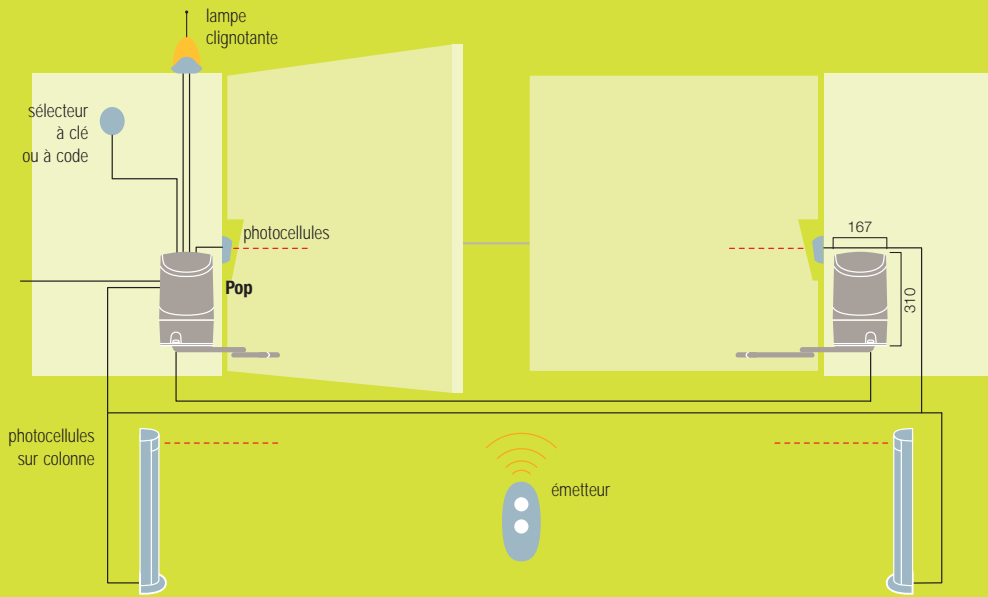 lampe
clignotante
sélecteur
à clé
ou à code
photocellules
167
Pop
310
photocellules
sur colonne
émetteur